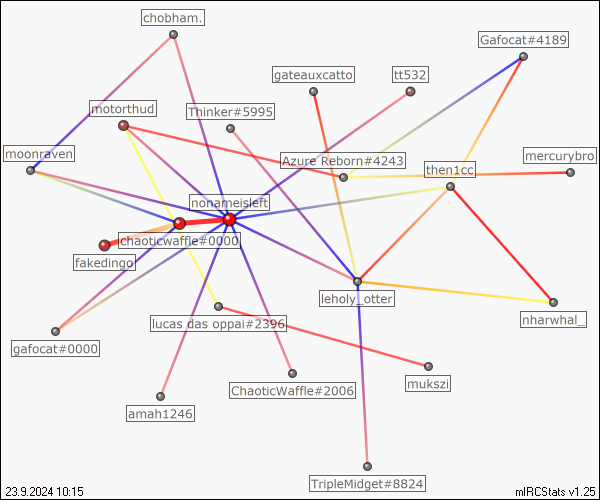 chobham.
Gafocat#4189
gateauxcatto
tt532
motorthud
Thinker#5995
moonraven
Azure Reborn#4243
mercurybro
then1cc
nonameisleft
chaoticwaffle#0000
fakedingo
leholy_otter
lucas das oppai#2396
nharwhal_
gafocat#0000
mukszi
ChaoticWaffle#2006
amah1246
TripleMidget#8824
23.9.2024 10:15
mIRCStats v1.25